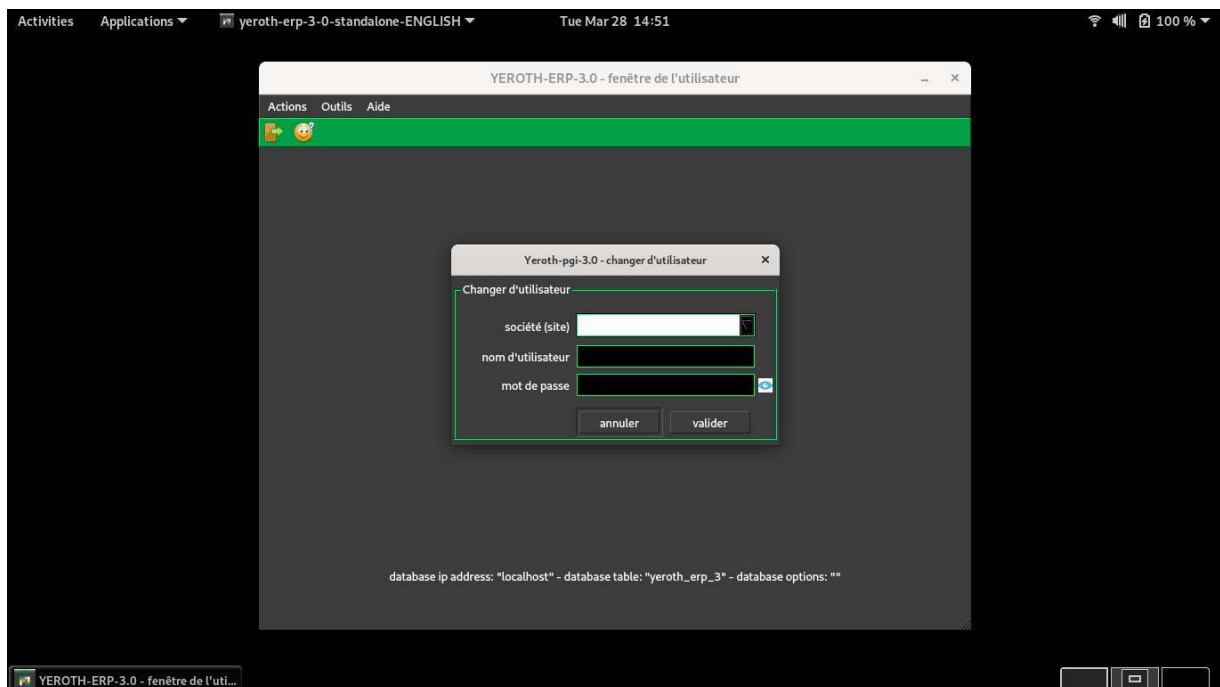 Activities Applications yeroth-erp-3-0-standalone-ENGLISH Tue Mar 28 14:51 100 %
YEROTH-ERP-3.0 - fenêtre de l'utilisateur
Actions Outils Aide
Yeroth-pgi-3.0 - changer d'utilisateur
Changer d'utilisateur
société (site)
nom d'utilisateur
mot de passe
annuler valider
database ip address: "localhost" - database table: "yeroth_erp_3" - database options: ""
YEROTH-ERP-3.0 - fenêtre de l'uti...